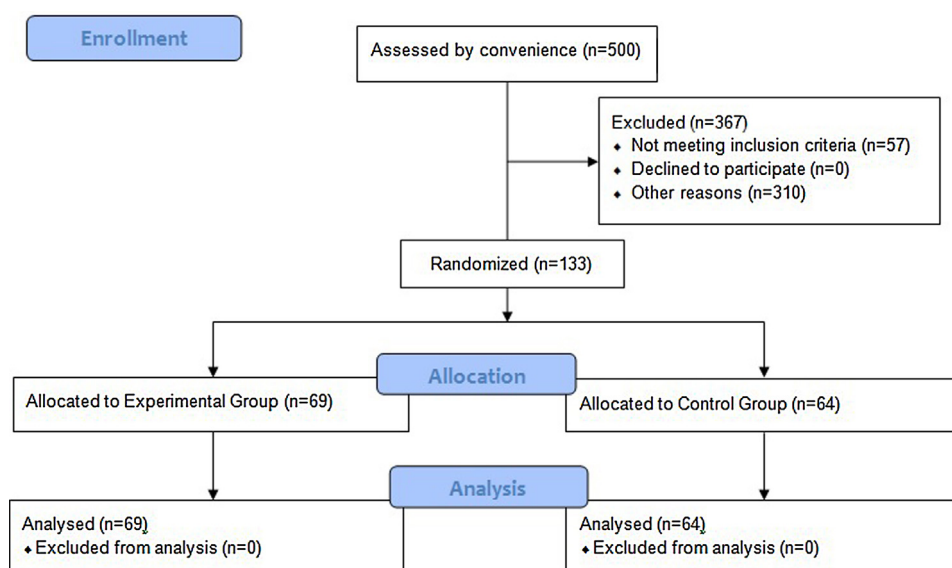 Enrollment
Assessed by convenience (n=500)
Excluded (n=367)
⬥ Not meeting inclusion criteria (n=57)
⬥ Declined to participate (n=0)
⬥ Other reasons (n=310)
Randomized (n=133)
Allocation
Allocated to Experimental Group (n=69)
Allocated to Control Group (n=64)
Analysis
Analysed (n=69)
⬥ Excluded from analysis (n=0)
Analysed (n=64)
⬥ Excluded from analysis (n=0)